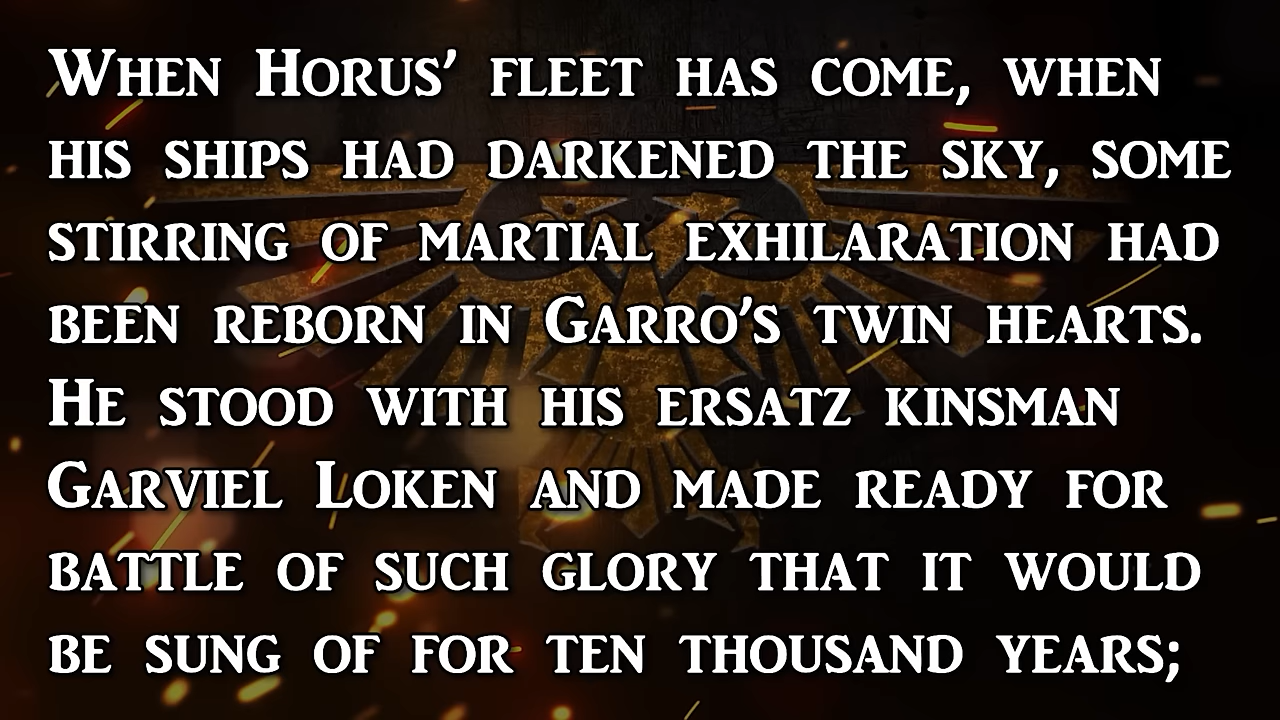 When Horus’ fleet has come, when
his ships had darkened the sky, some
stirring of martial exhilaration had
been reborn in Garro’s twin hearts.
He stood with his ersatz kinsman
Garviel Loken and made ready for
battle of such glory that it would
be sung of for ten thousand years;